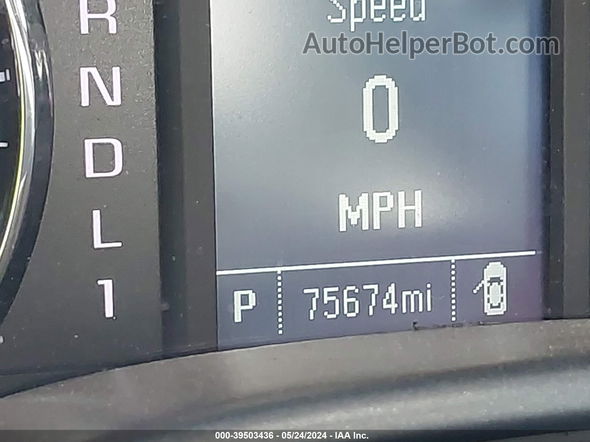 Speed
AutoHelperBot.com
0
MPH
R
N
D
L
1
P 75674mi
000-39503436 - 05/24/2024 - IAA Inc.